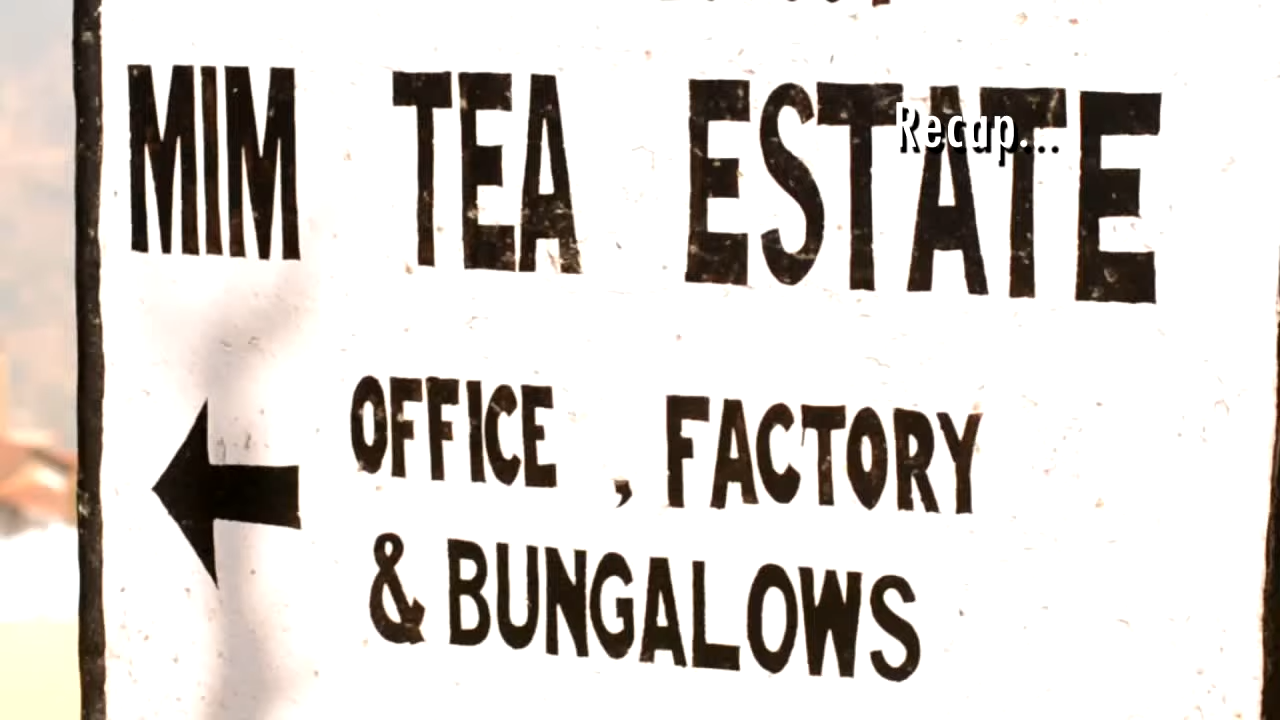 MIM TEA ESTATE
Recap...
OFFICE , FACTORY
& BUNGALOWS